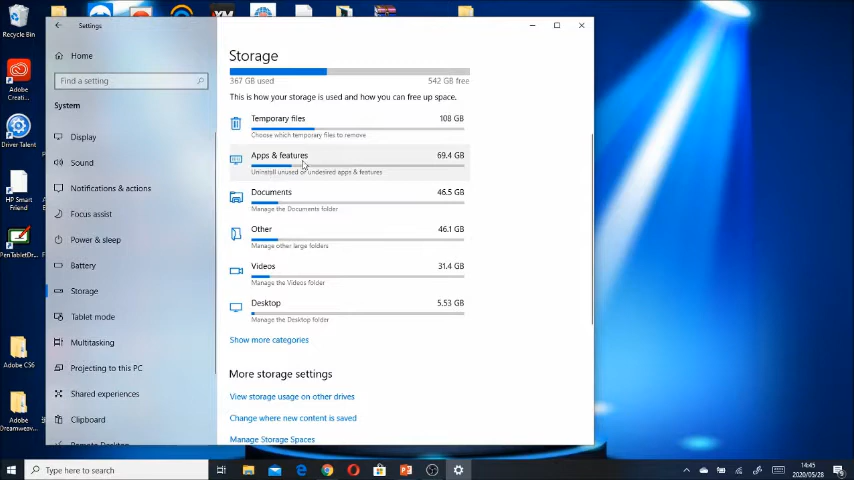 Recycle Bin
Adobe
Creati...
Driver Talent
HP Smart
Friend
PenTabletDr...
Adobe CS6
Adobe
Dreamweav...
Settings
Home
Find a setting
System
Display
Sound
Notifications & actions
Focus assist
Power & sleep
Battery
Storage
Tablet mode
Multitasking
Projecting to this PC
Shared experiences
Clipboard
Remote Desktop
Storage
367 GB used 542 GB free
This is how your storage is used and how you can free up space.
Temporary files 108 GB
Choose which temporary files to remove
Apps & features 69.4 GB
Uninstall unused or undesired apps & features
Documents 46.5 GB
Manage the Documents folder
Other 46.1 GB
Manage other large folders
Videos 31.4 GB
Manage the Videos folder
Desktop 5.53 GB
Manage the Desktop folder
Show more categories
More storage settings
View storage usage on other drives
Change where new content is saved
Manage Storage Spaces
Type here to search
14:45
2020/05/28